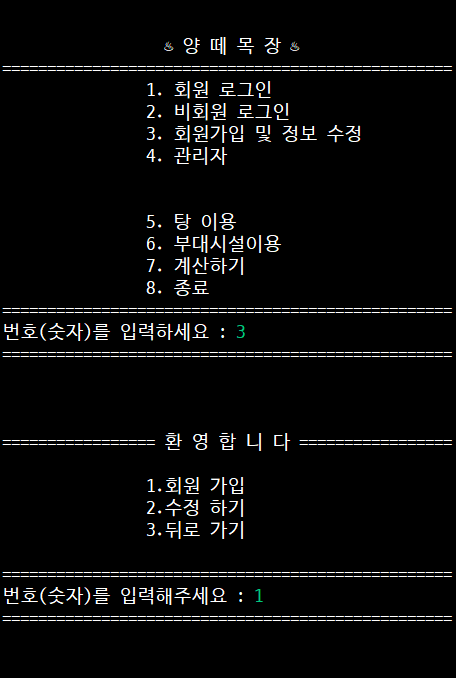 ♨ 양 떼 목 장 ♨
==================================================
1. 회원 로그인
2. 비회원 로그인
3. 회원가입 및 정보 수정
4. 관리자
5. 탕 이용
6. 부대시설이용
7. 계산하기
8. 종료
==================================================
번호(숫자)를 입력하세요 : 3
==================================================
================= 환 영 합 니 다 =================
1.회원 가입
2.수정 하기
3.뒤로 가기
==================================================
번호(숫자)를 입력해주세요 : 1
==================================================